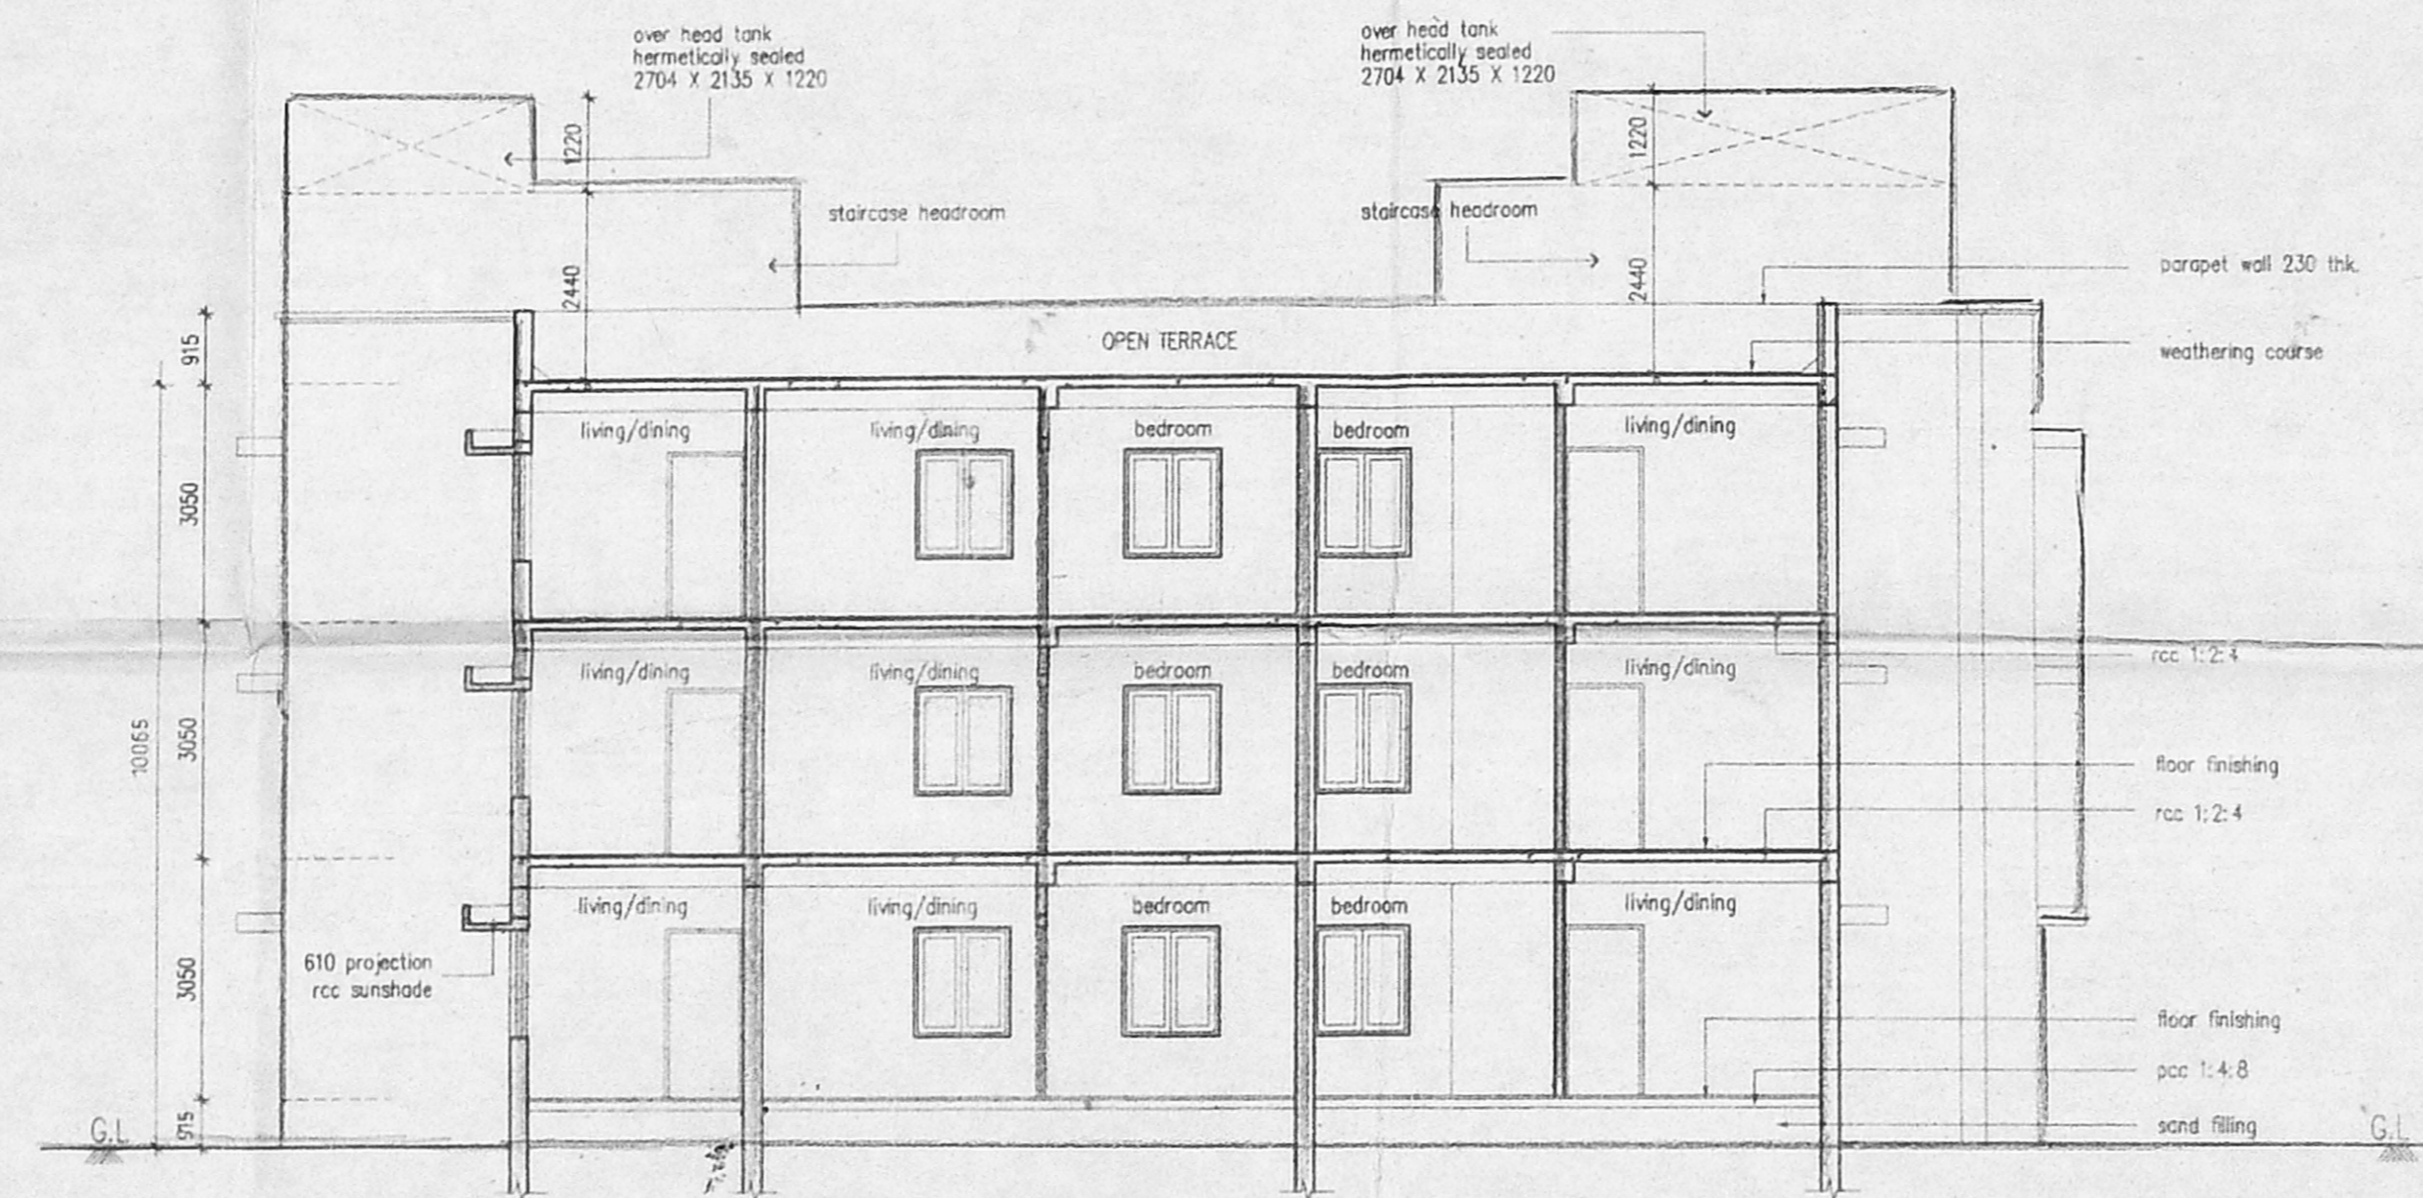 over head tank
hermetically sealed
2704 X 2135 X 1220
over head tank
hermetically sealed
2704 X 2135 X 1220
1220
1220
staircase headroom
staircase headroom
2440
2440
parapet wall 230 thk.
915
OPEN TERRACE
weathering course
living/dining
living/dining
bedroom
bedroom
living/dining
3050
living/dining
living/dining
bedroom
bedroom
living/dining
rcc 1:2:4
10065
3050
floor finishing
rcc 1:2:4
living/dining
living/dining
bedroom
bedroom
living/dining
610 projection
rcc sunshade
3050
floor finishing
pcc 1:4:8
915
sand filling
G.L
G.L